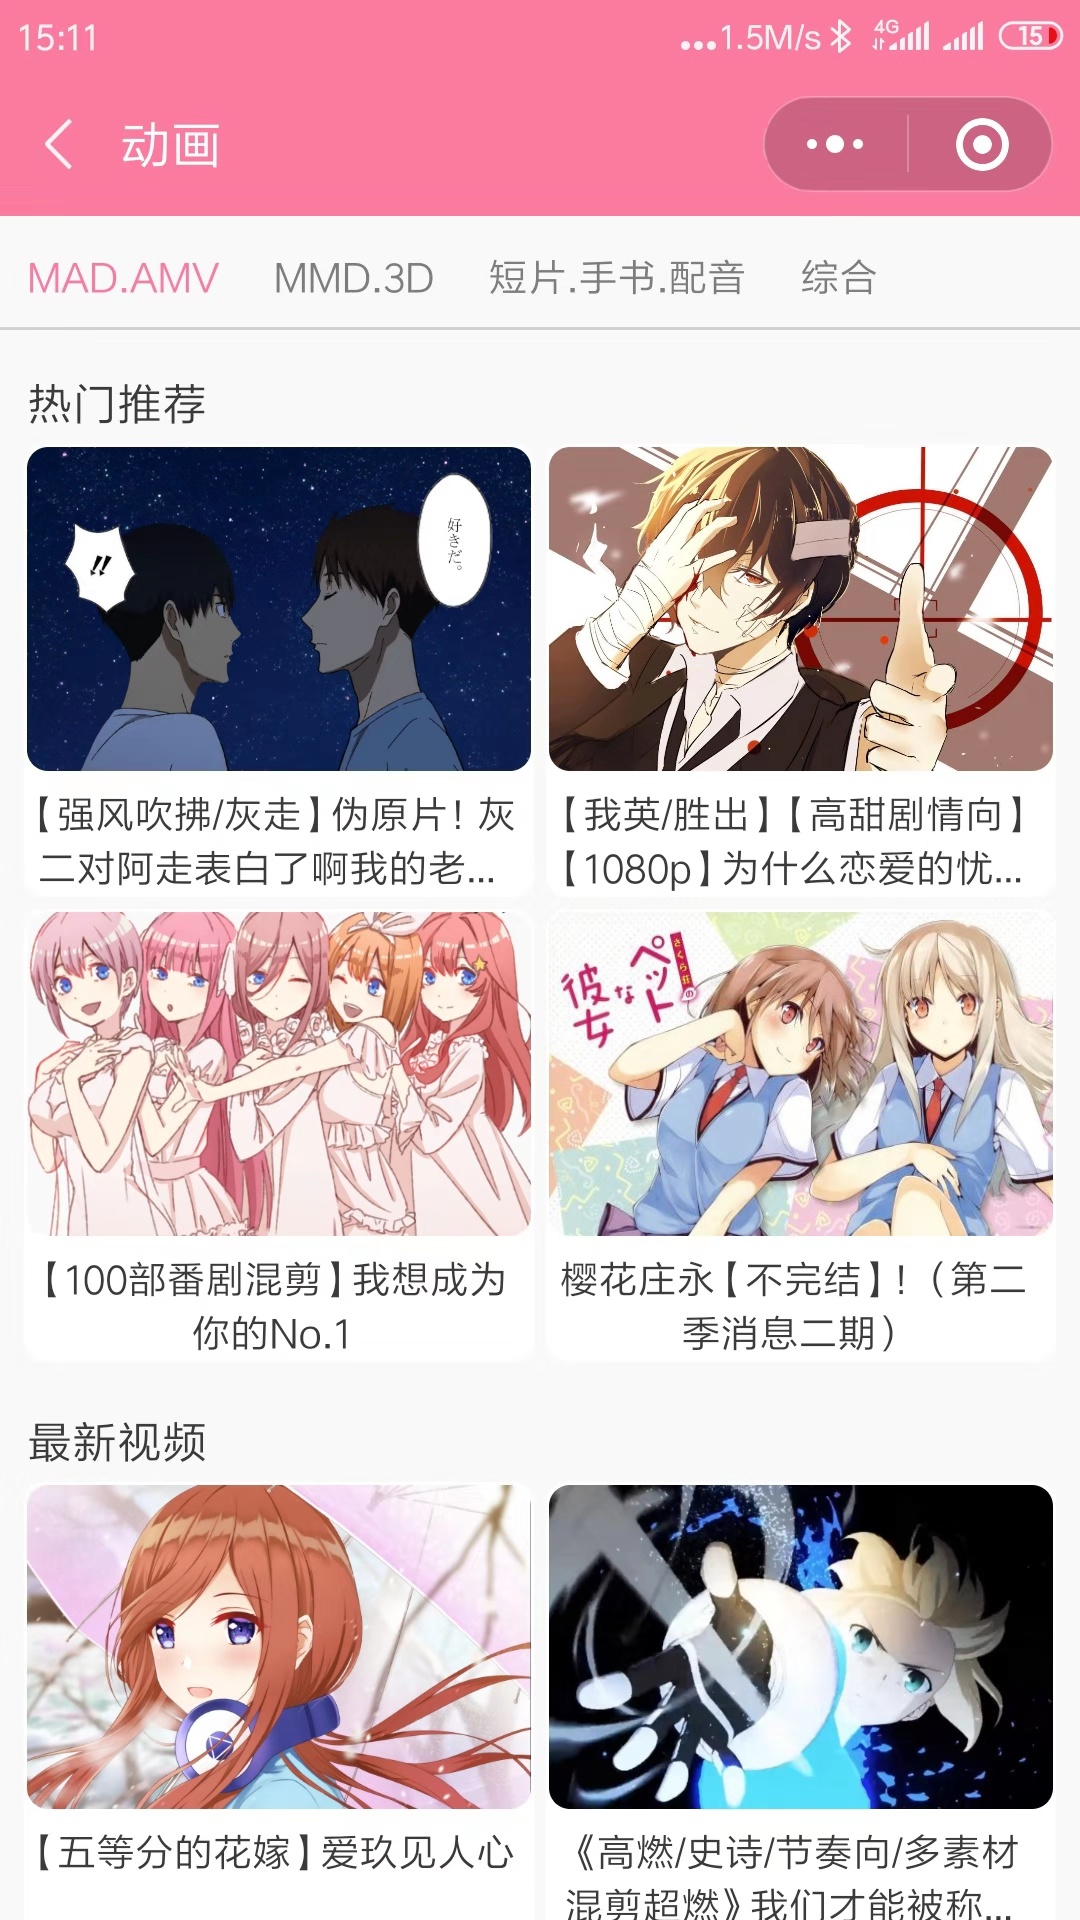 15:11
...1.5M/s
4G
15
动画
MAD.AMV
MMD.3D
短片.手书.配音
综合
热门推荐
!!
好きだ。
【强风吹拂/灰走】伪原片！灰
二对阿走表白了啊我的老...
【我英/胜出】【高甜剧情向】
【1080p】为什么恋爱的忧...
さくら荘の
ペットな
彼女
【100部番剧混剪】我想成为
你的No.1
樱花庄永【不完结】！（第二
季消息二期）
最新视频
【五等分的花嫁】爱玖见人心
《高燃/史诗/节奏向/多素材
混剪超燃》我们才能被称...